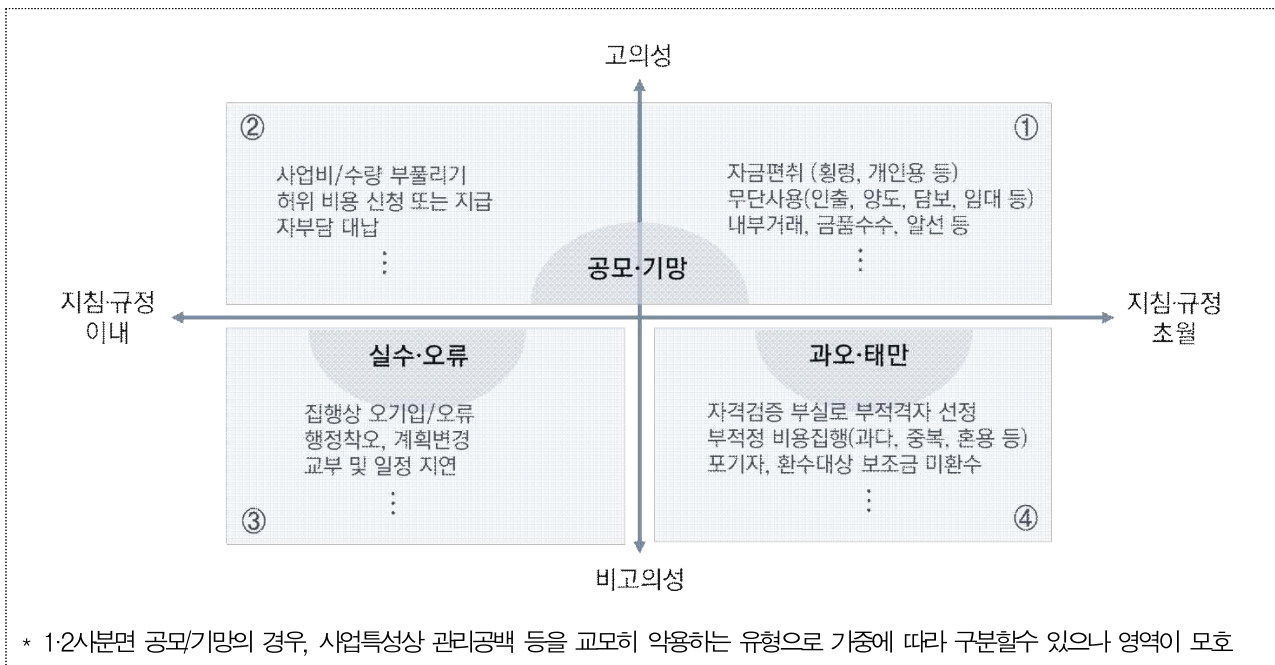 고의성
②
①
사업비/수량 부풀리기
허위 비용 신청 또는 지급
자부담 대납
⋮
자금편취 (횡령, 개인용 등)
무단사용(인출, 양도, 담보, 임대 등)
내부거래, 금품수수, 알선 등
⋮
공모·기망
지침·규정
이내
지침·규정
초월
실수·오류
집행상 오기입/오류
행정착오, 계획변경
교부 및 일정 지연
⋮
③
과오·태만
자격검증 부실로 부적격자 선정
부적정 비용집행(과다, 중복, 혼용 등)
포기자, 환수대상 보조금 미환수
⋮
④
비고의성
* 1·2사분면 공모/기망의 경우, 사업특성상 관리공백 등을 교묘히 악용하는 유형으로 가중에 따라 구분할수 있으나 영역이 모호